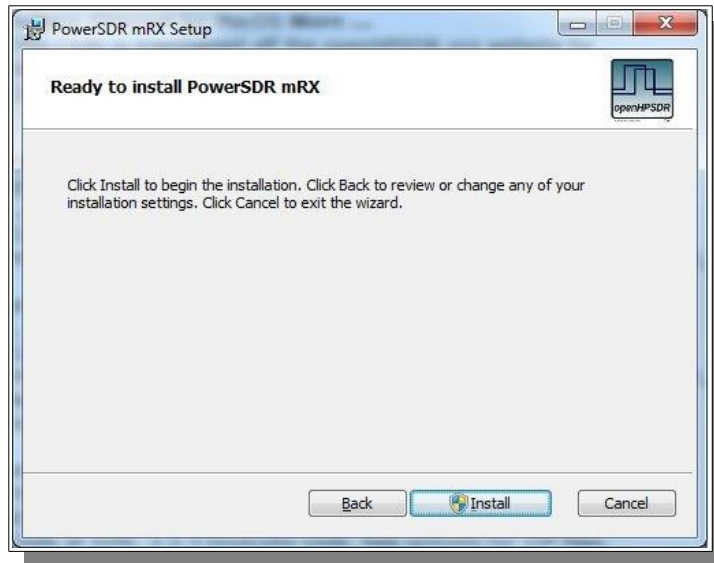 PowerSDR mRX Setup
Ready to install PowerSDR mRX
openHPSDR
Click Install to begin the installation. Click Back to review or change any of your
installation settings. Click Cancel to exit the wizard.
Back
Install
Cancel